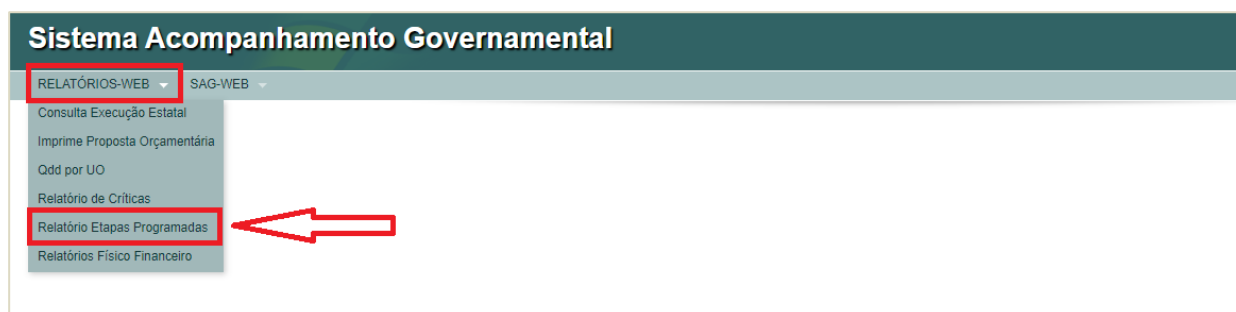 Sistema Acompanhamento Governamental
RELATÓRIOS-WEB SAG-WEB
Consulta Execução Estatal
Imprime Proposta Orçamentária
Qdd por UO
Relatório de Críticas
Relatório Etapas Programadas
Relatórios Físico Financeiro